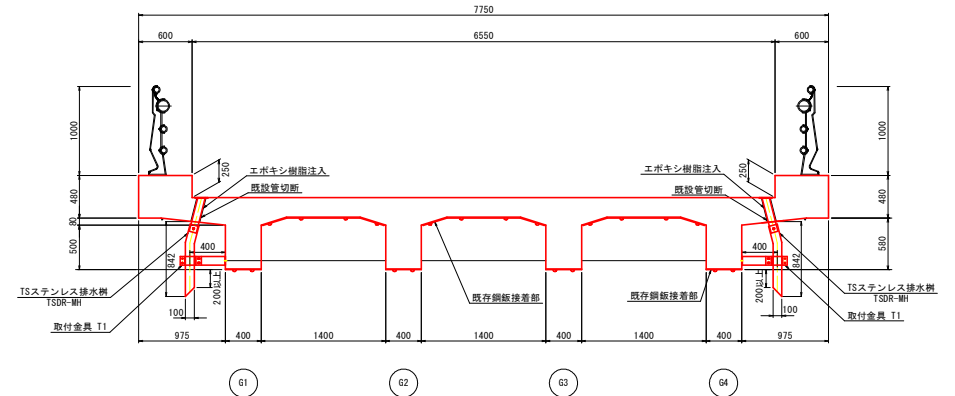 7750
600
6550
600
1000
1000
250
エポキシ樹脂注入
既設管切断
エポキシ樹脂注入
250
既設管切断
480
80
500
480
580
400
842
200以上
400
842
200以上
TSステンレス排水桝
TSDR-MH
取付金具 T1
100
既存鋼鈑接着部
既存鋼鈑接着部
TSステンレス排水桝
TSDR-MH
取付金具 T1
100
975
400
1400
400
1400
400
1400
400
975
G1
G2
G3
G4